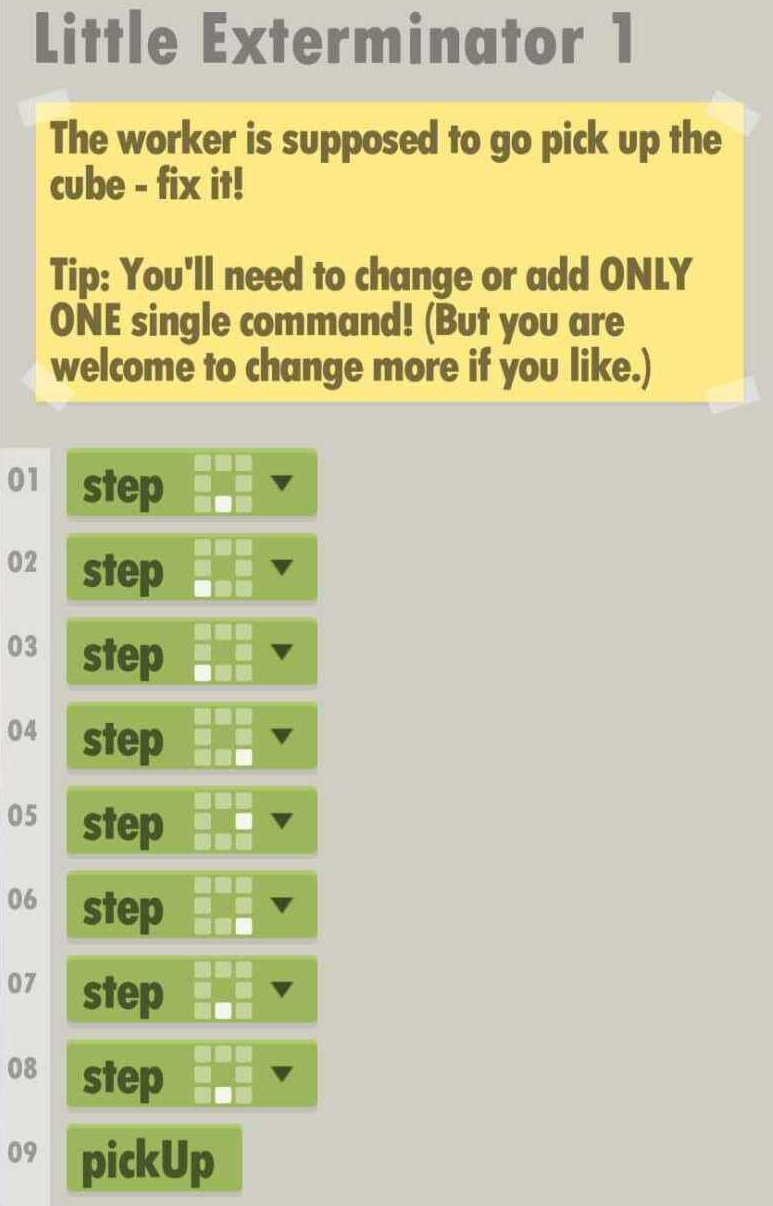 Little Exterminator 1
The worker is supposed to go pick up the
cube - fix it!
Tip: You'll need to change or add ONLY
ONE single command! (But you are
welcome to change more if you like.)
01 step
02 step
03 step
04 step
05 step
06 step
07 step
08 step
09 pickUp